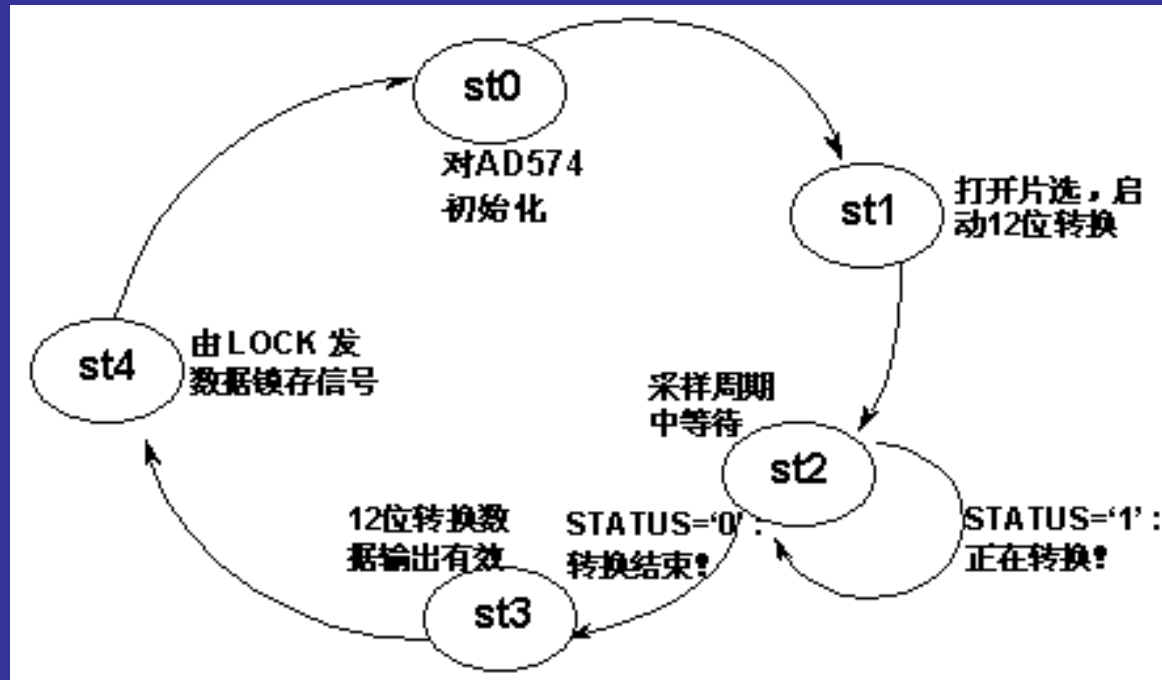 st0
对AD574
初始化
st1
打开片选，启
动12位转换
采样周期
中等待
st2
STATUS=‘1’：
正在转换！
STATUS=‘0’：
转换结束！
st3
12位转换数
据输出有效
st4
由LOCK 发
数据镜存信号